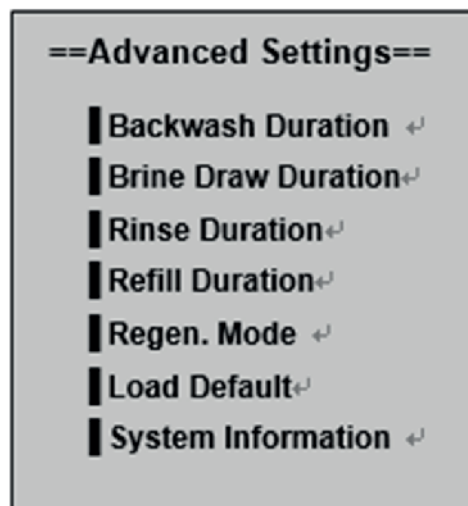 ==Advanced Settings==
Backwash Duration ↵
Brine Draw Duration↵
Rinse Duration↵
Refill Duration↵
Regen. Mode ↵
Load Default↵
System Information ↵